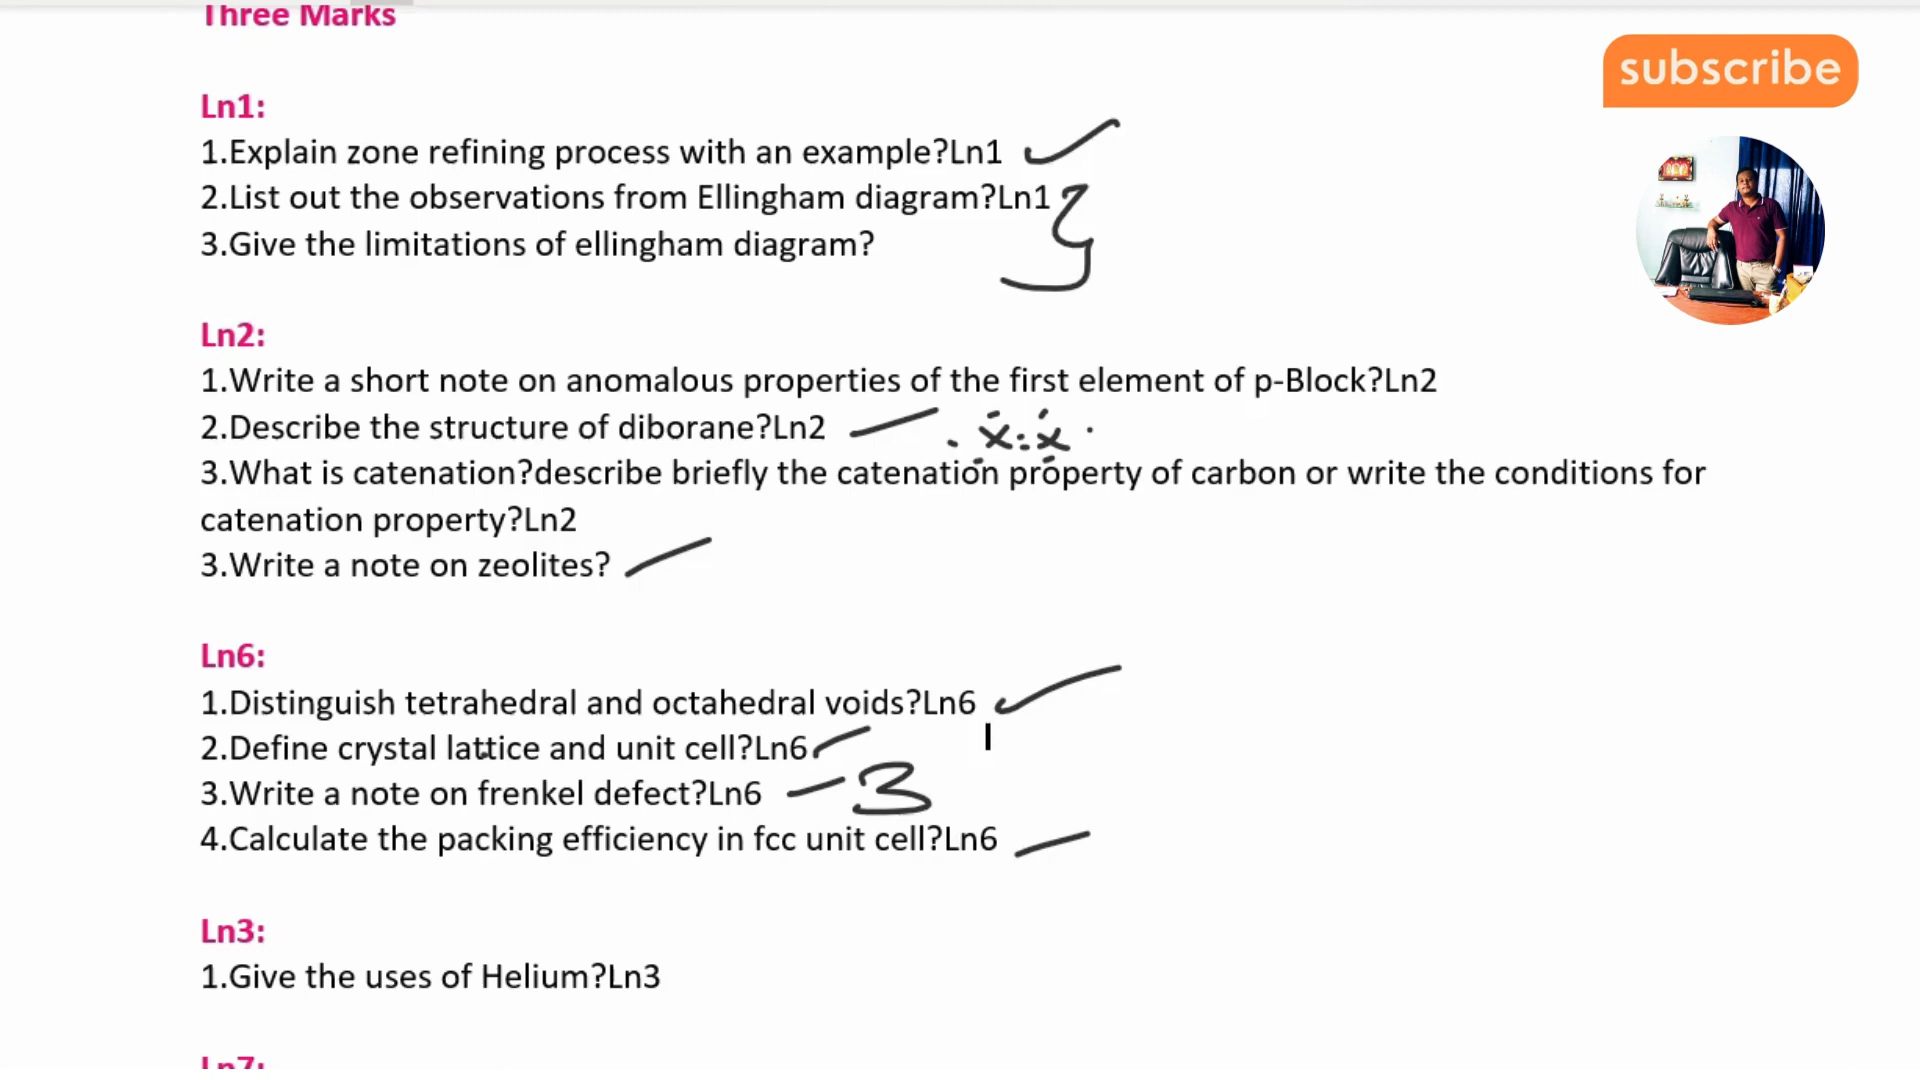 Three Marks
subscribe
Ln1:
1.Explain zone refining process with an example?Ln1
2.List out the observations from Ellingham diagram?Ln1
3.Give the limitations of ellingham diagram?
Ln2:
1.Write a short note on anomalous properties of the first element of p-Block?Ln2
2.Describe the structure of diborane?Ln2
3.What is catenation?describe briefly the catenation property of carbon or write the conditions for
catenation property?Ln2
3.Write a note on zeolites?
Ln6:
1.Distinguish tetrahedral and octahedral voids?Ln6
2.Define crystal lattice and unit cell?Ln6
3.Write a note on frenkel defect?Ln6 3
4.Calculate the packing efficiency in fcc unit cell?Ln6
Ln3:
1.Give the uses of Helium?Ln3
Ln7: